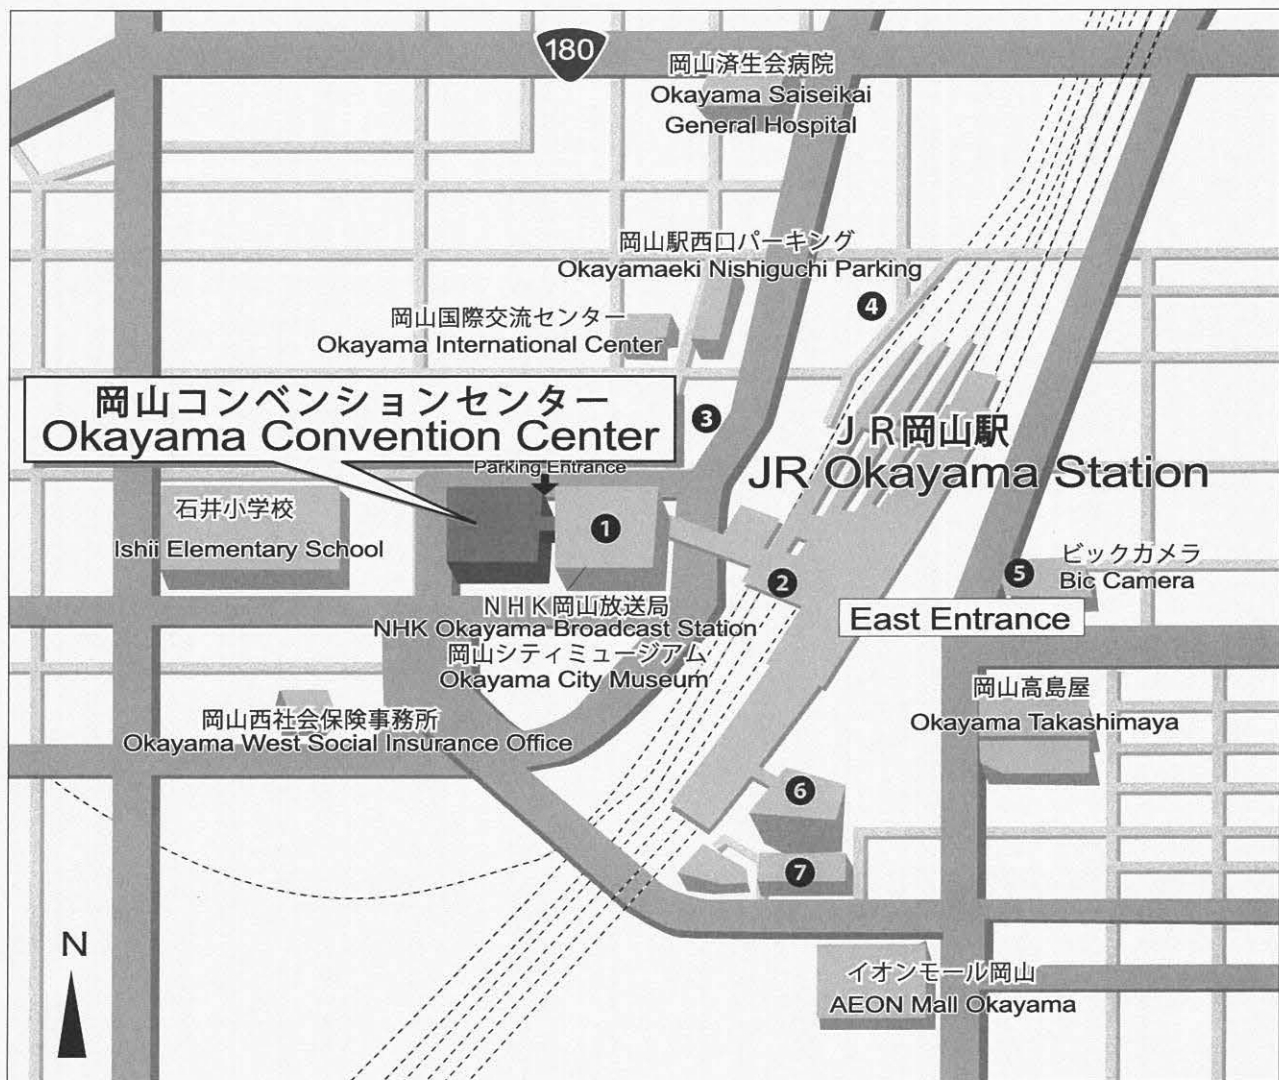 180
岡山済生会病院
Okayama Saiseikai
General Hospital
岡山駅西口パーキング
Okayamaeki Nishiguchi Parking
4
岡山国際交流センター
Okayama International Center
岡山コンベンションセンター
Okayama Convention Center
3
ＪＲ岡山駅
JR Okayama Station
Parking Entrance
石井小学校
Ishii Elementary School
1
2
5
ビックカメラ
Bic Camera
ＮＨＫ岡山放送局
NHK Okayama Broadcast Station
岡山シティミュージアム
Okayama City Museum
East Entrance
岡山高島屋
Okayama Takashimaya
岡山西社会保険事務所
Okayama West Social Insurance Office
6
7
N
イオンモール岡山
AEON Mall Okayama